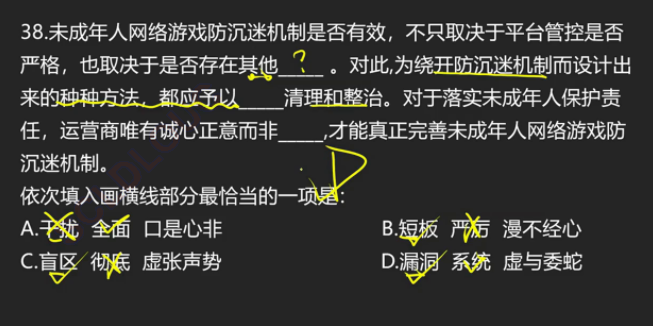 38.未成年人网络游戏防沉迷机制是否有效，不只取决于平台管控是否
严格，也取决于是否存在其他_____ 。对此,为绕开防沉迷机制而设计出
来的种种方法，都应予以_____清理和整治。对于落实未成年人保护责
任，运营商唯有诚心正意而非_____,才能真正完善未成年人网络游戏防
沉迷机制。
依次填入画横线部分最恰当的一项是：
A.干扰 全面 口是心非 B.短板 严厉 漫不经心
C.盲区 彻底 虚张声势 D.漏洞 系统 虚与委蛇